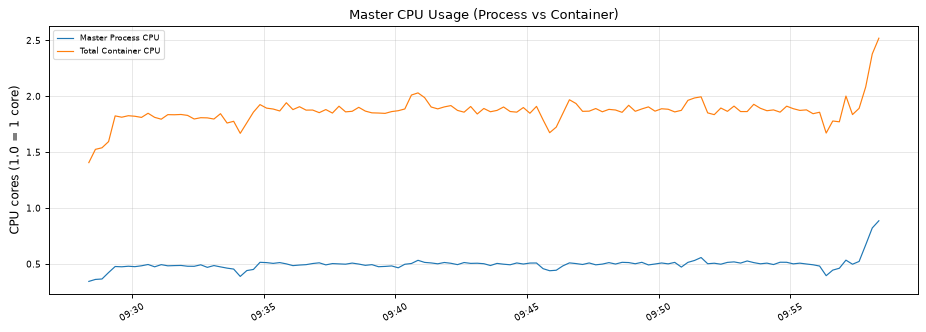 Master CPU Usage (Process vs Container)
Master Process CPU
Total Container CPU
CPU cores (1.0 = 1 core)
2.5
2.0
1.5
1.0
0.5
09:30 09:35 09:40 09:45 09:50 09:55